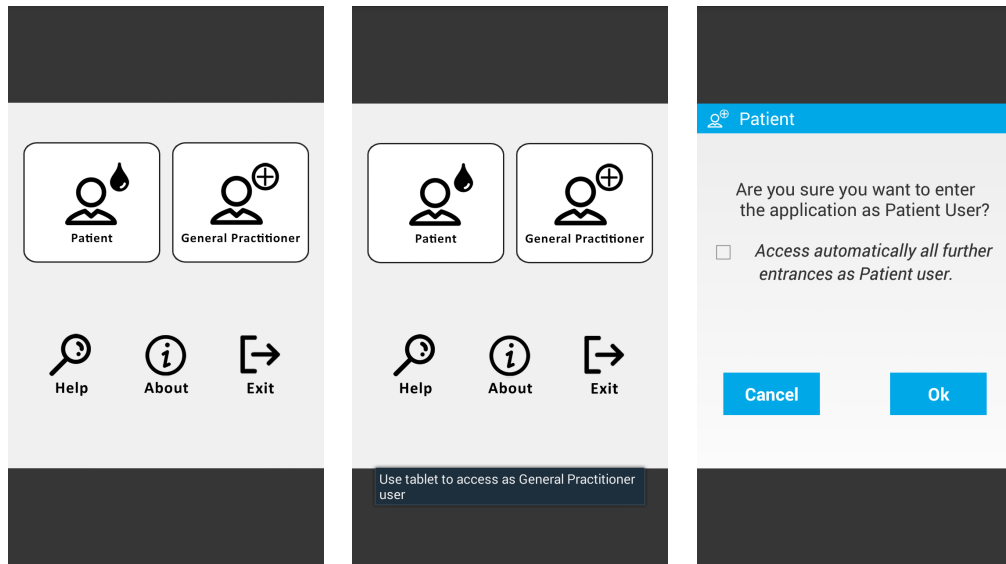 Patient
General Practitioner
Help
About
Exit
Patient
General Practitioner
Help
About
Exit
Use tablet to access as General Practitioner
user
Patient
Are you sure you want to enter
the application as Patient User?
Access automatically all further
entrances as Patient user.
Cancel
Ok